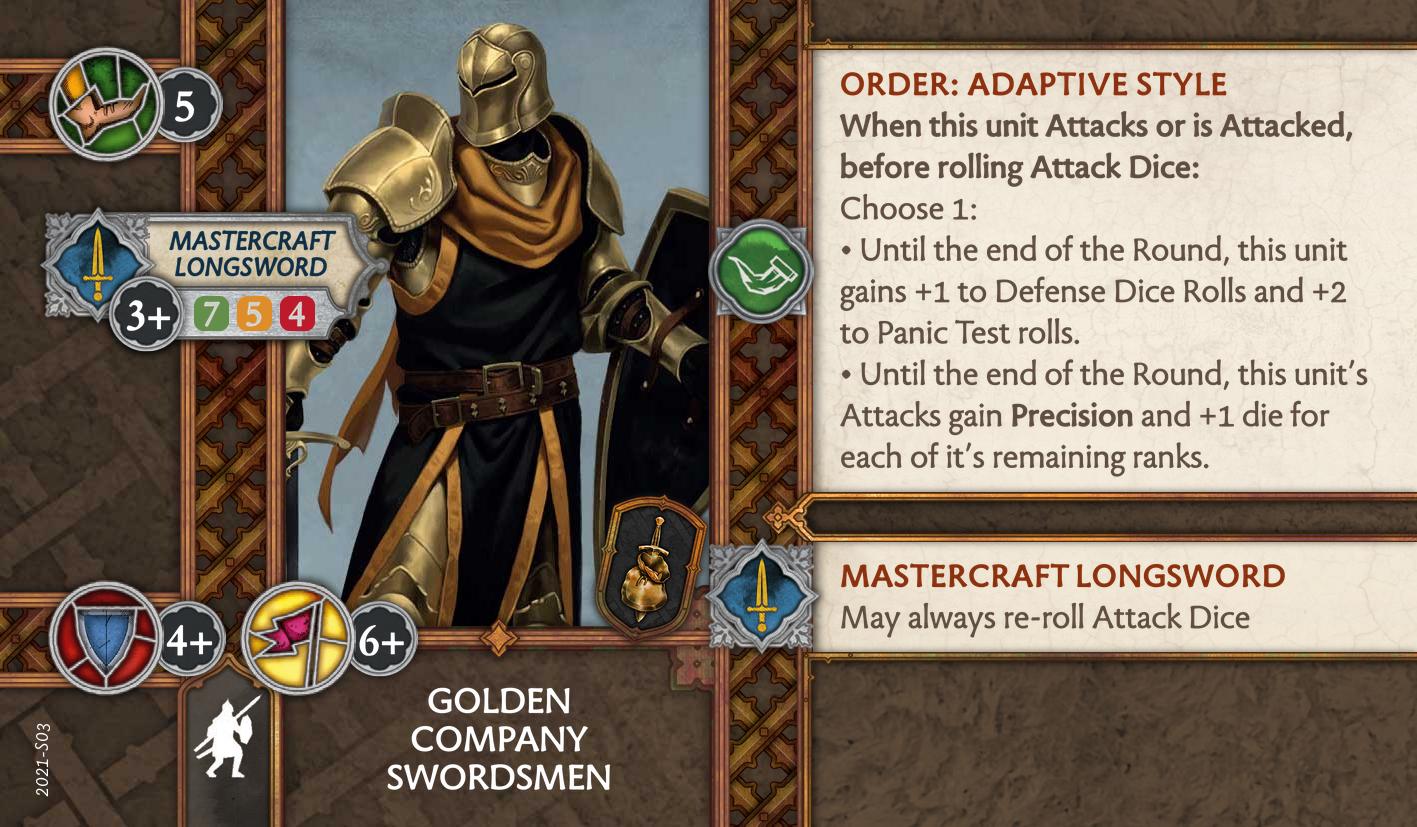 5
MASTERCRAFT
LONGSWORD
3+ 7 5 4
4+ 6+
GOLDEN
COMPANY
SWORDSMEN
2021-S03
ORDER: ADAPTIVE STYLE
When this unit Attacks or is Attacked,
before rolling Attack Dice:
Choose 1:
• Until the end of the Round, this unit
gains +1 to Defense Dice Rolls and +2
to Panic Test rolls.
• Until the end of the Round, this unit's
Attacks gain Precision and +1 die for
each of it's remaining ranks.
MASTERCRAFT LONGSWORD
May always re-roll Attack Dice